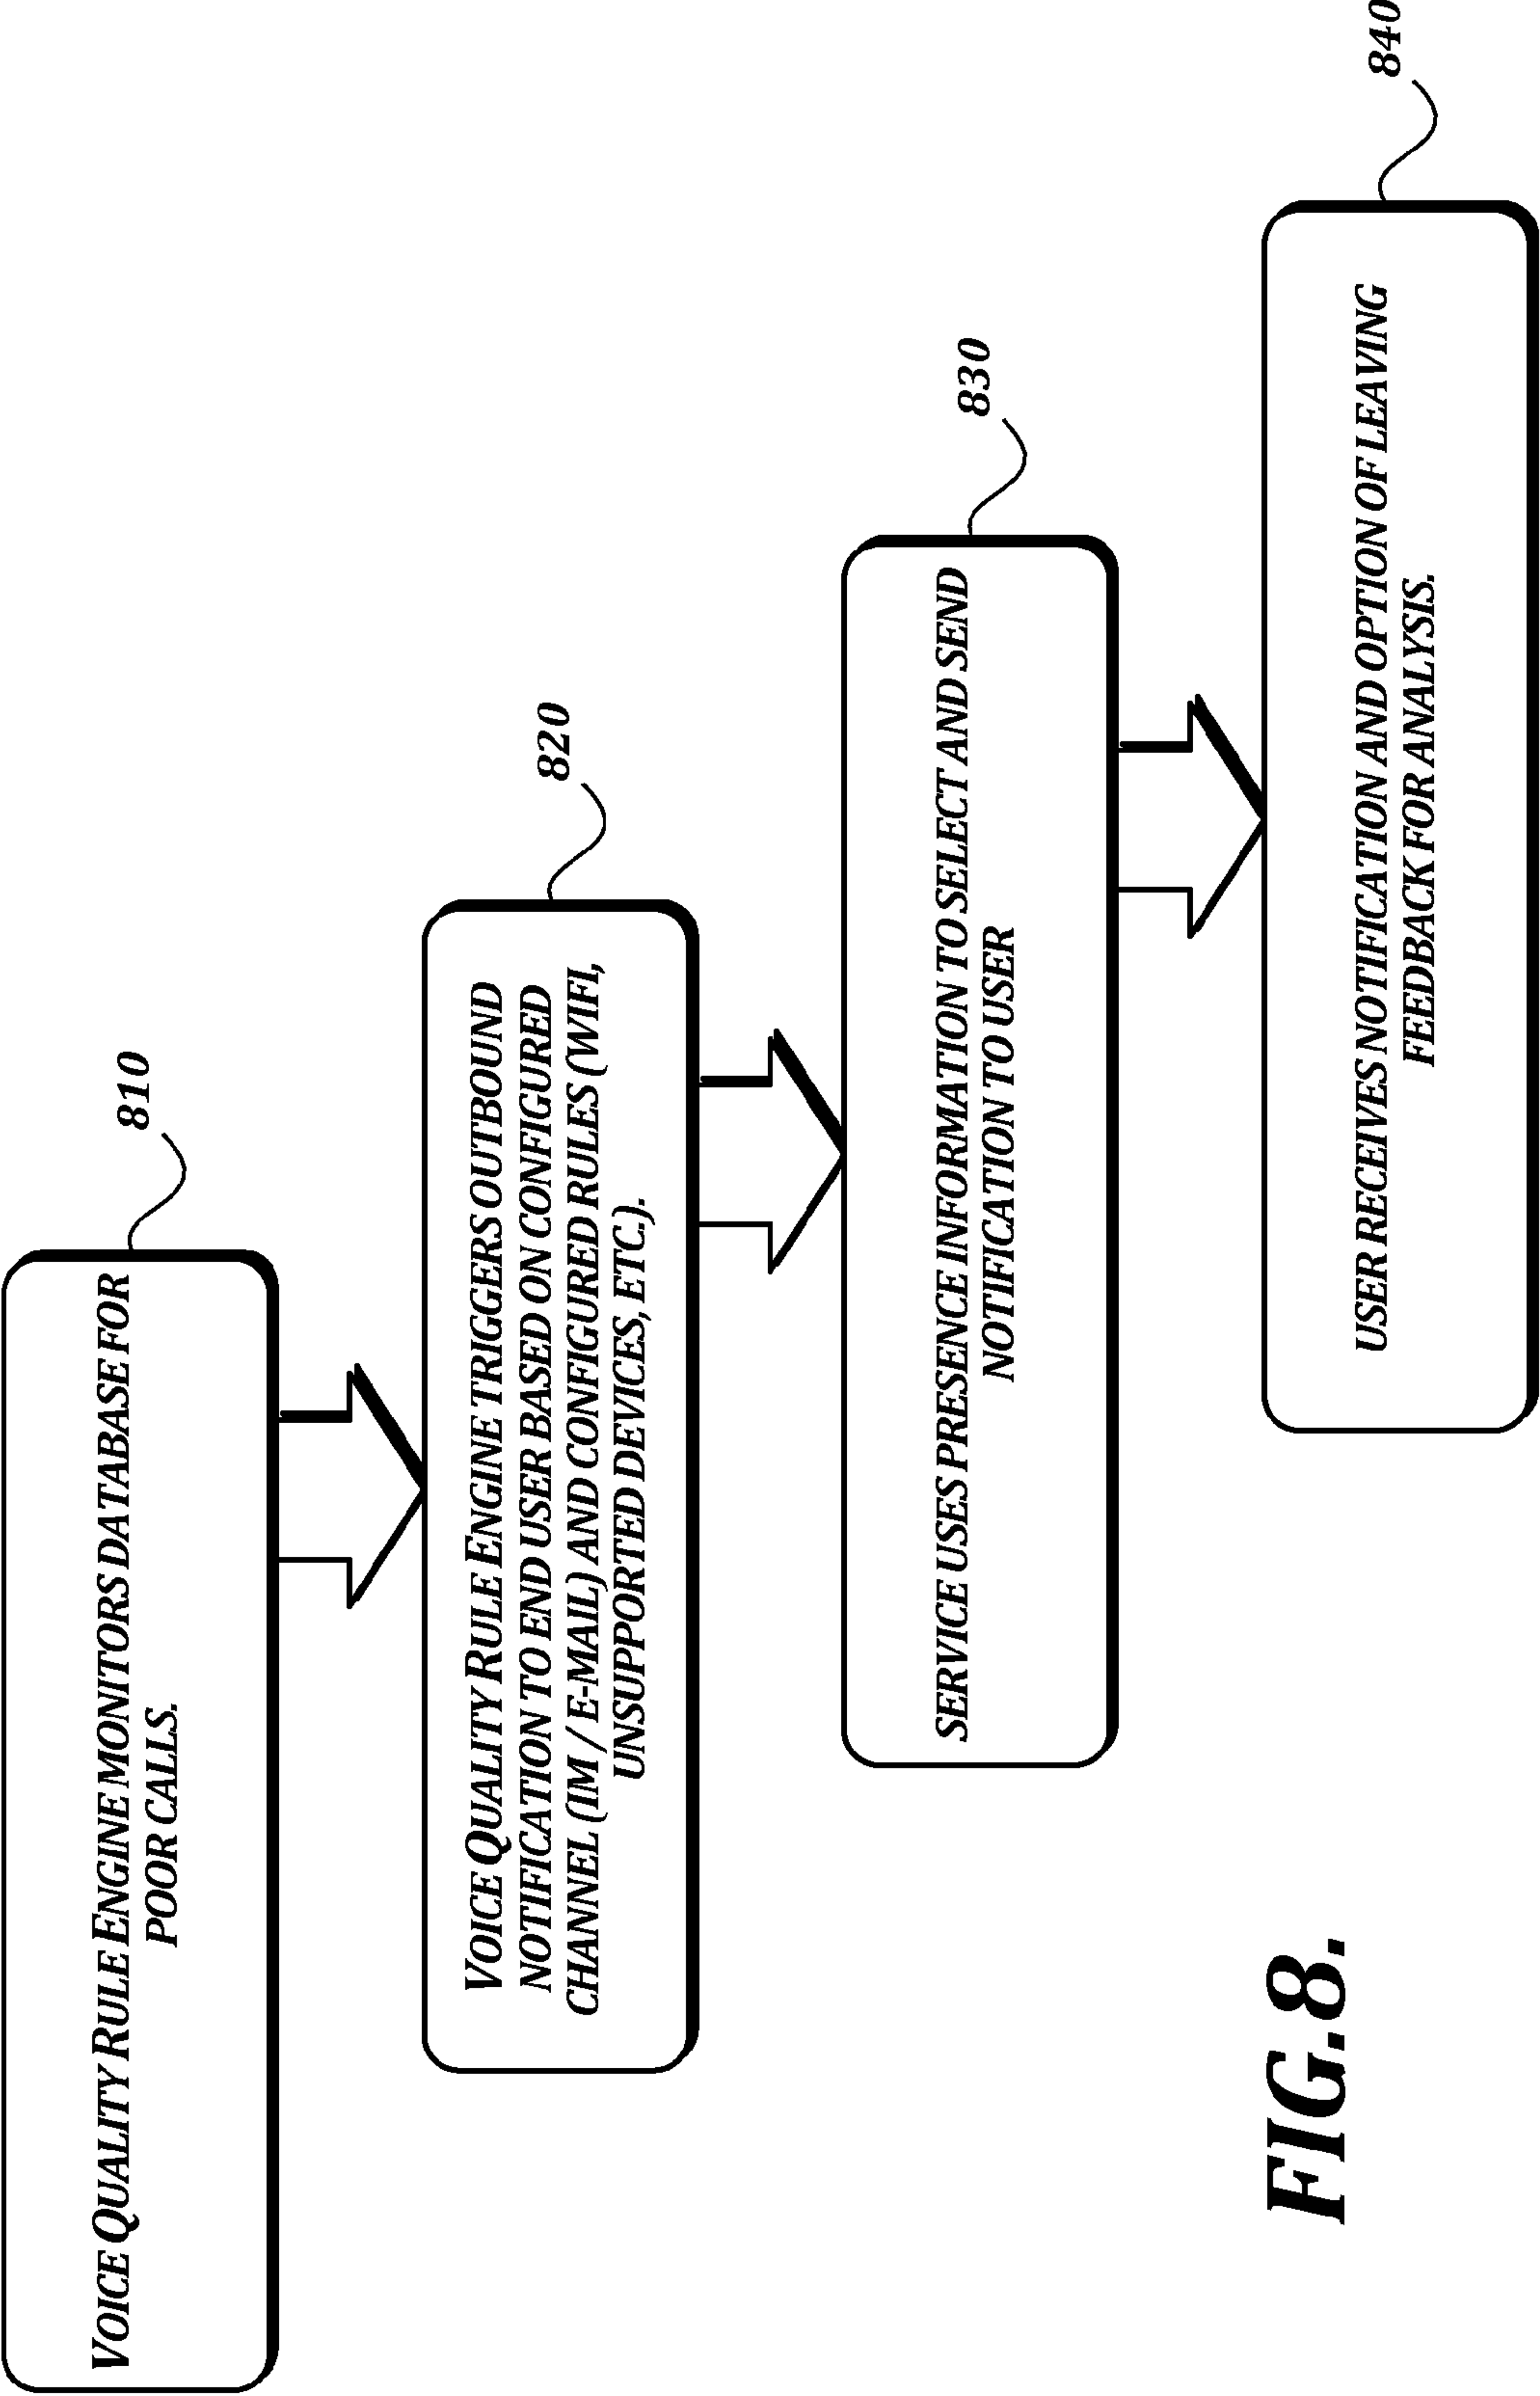 810
VOICE QUALITY RULE ENGINE MONITORS DATABASE FOR
POOR CALLS.
820
VOICE QUALITY RULE ENGINE TRIGGERS OUTBOUND
NOTIFICATION TO END USER BASED ON CONFIGURED
CHANNEL (IM / E-MAIL) AND CONFIGURED RULES (WIFI,
UNSUPPORTED DEVICES, ETC.).
830
SERVICE USES PRESENCE INFORMATION TO SELECT AND SEND
NOTIFICATION TO USER
840
USER RECEIVES NOTIFICATION AND OPTION OF LEAVING
FEEDBACK FOR ANALYSIS.
FIG.8.